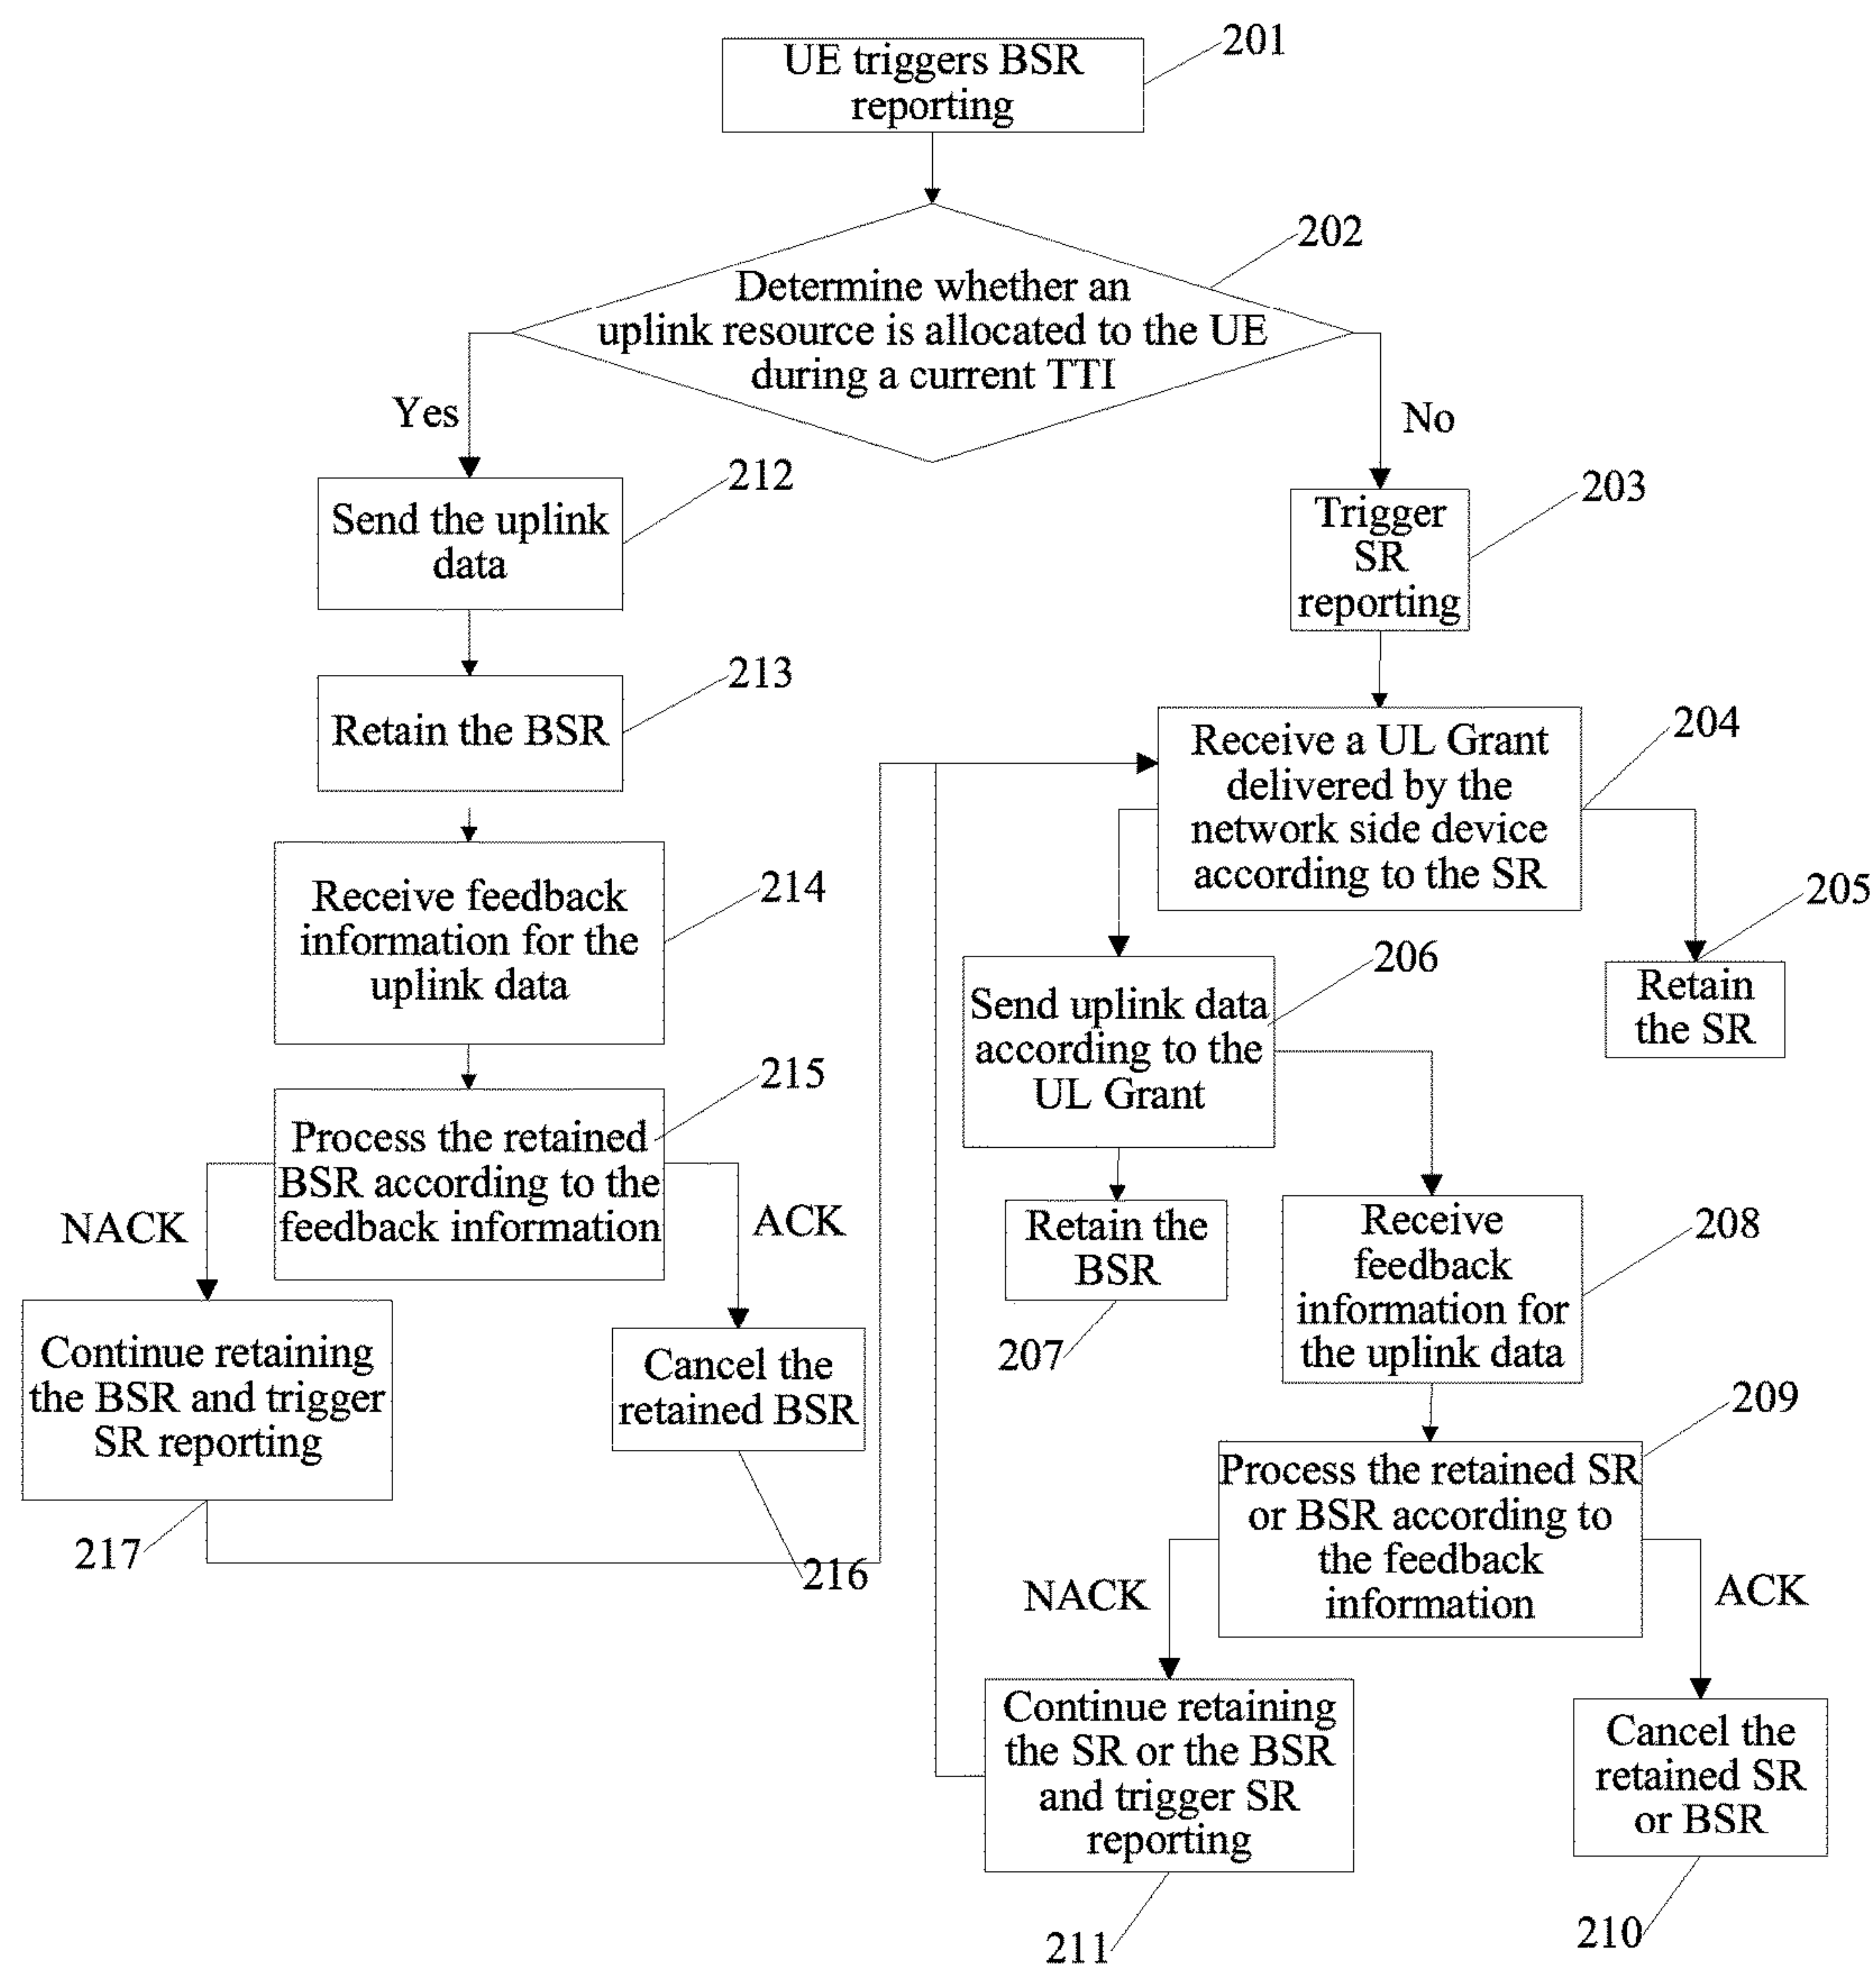 201
UE triggers BSR
reporting
202
Determine whether an
uplink resource is allocated to the UE
during a current TTI
Yes
No
212
Send the uplink
data
203
Trigger
SR
reporting
213
Retain the BSR
204
Receive a UL Grant
delivered by the
network side device
according to the SR
214
Receive feedback
information for the
uplink data
205
Retain
the SR
206
Send uplink data
according to the
UL Grant
215
Process the retained
BSR according to the
feedback information
NACK
ACK
207
Retain the
BSR
208
Receive
feedback
information for
the uplink data
Continue retaining
the BSR and trigger
SR reporting
217
Cancel the
retained BSR
216
209
Process the retained SR
or BSR according to
the feedback
information
NACK
ACK
Continue retaining
the SR or the BSR
and trigger SR
reporting
211
Cancel the
retained SR
or BSR
210